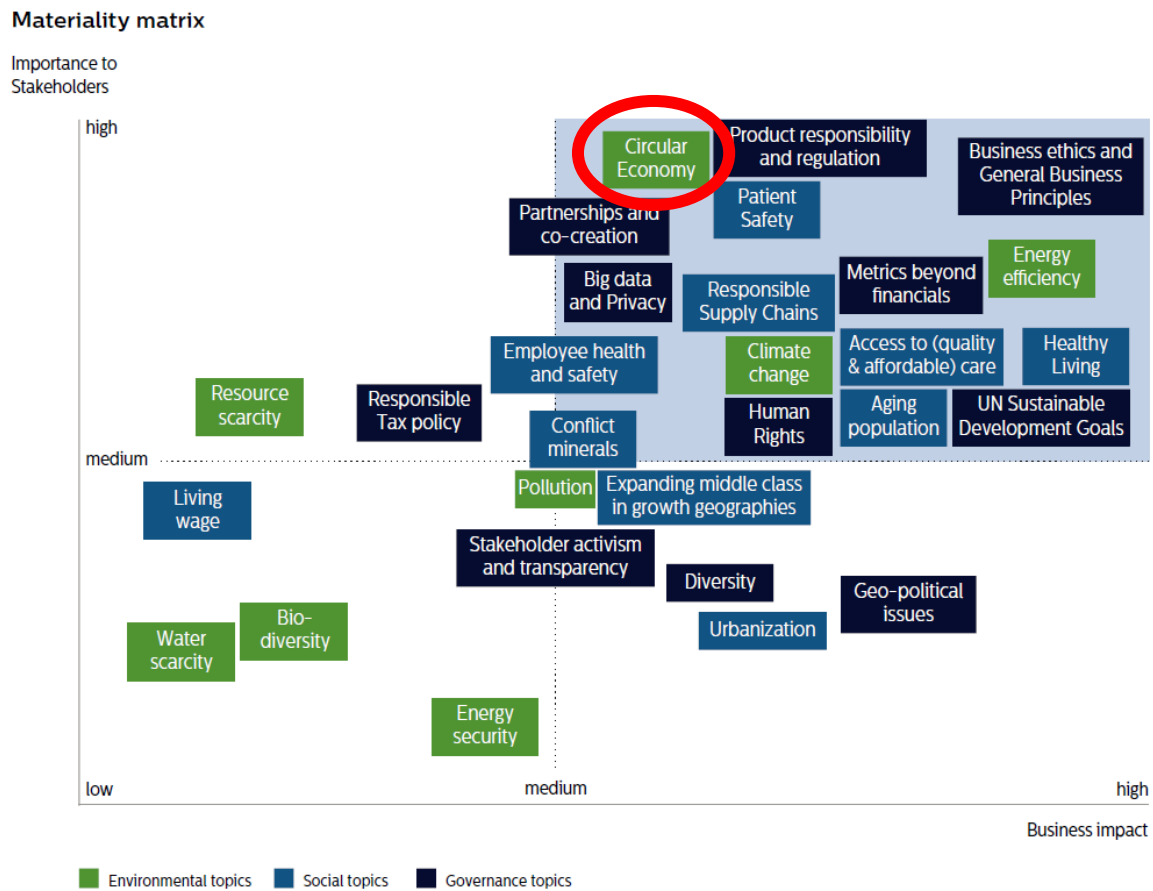 Materiality matrix
Importance to
Stakeholders
high
Circular
Economy
Product responsibility
and regulation
Business ethics and
General Business
Principles
Patient
Safety
Partnerships and
co-creation
Energy
efficiency
Big data
and Privacy
Responsible
Supply Chains
Metrics beyond
financials
Employee health
and safety
Climate
change
Access to (quality
& affordable) care
Healthy
Living
Resource
scarcity
Responsible
Tax policy
Conflict
minerals
Human
Rights
Aging
population
UN Sustainable
Development Goals
medium
Living
wage
Pollution
Expanding middle class
in growth geographies
Stakeholder activism
and transparency
Diversity
Geo-political
issues
Urbanization
Water
scarcity
Bio-
diversity
Energy
security
low
medium
high
Business impact
Environmental topics
Social topics
Governance topics